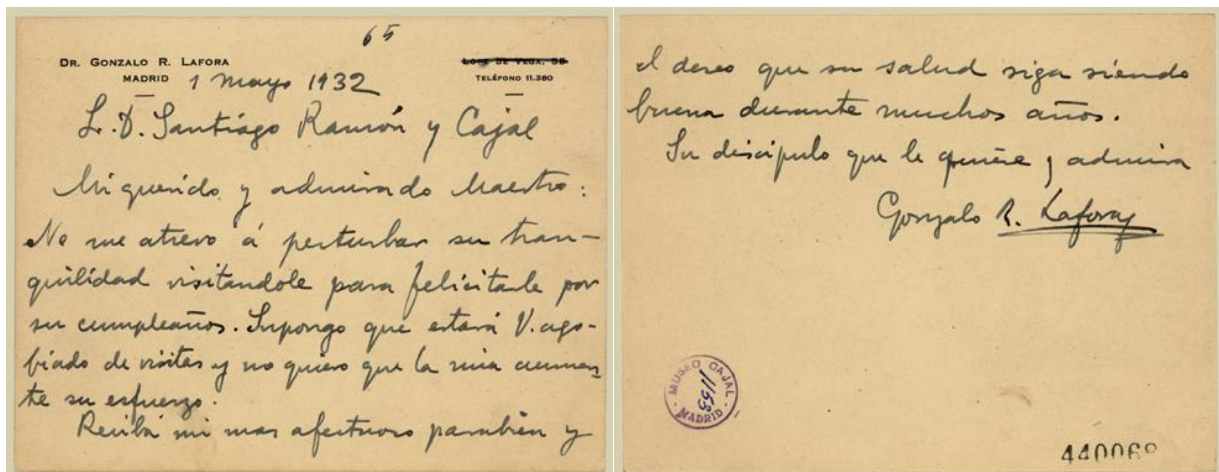 65
DR. GONZALO R. LAFORA
MADRID
LOPE DE VEGA, 55
TELÉFONO 11.380
1 Mayo 1932
S. D. Santiago Ramón y Cajal
Mi querido y admirado Maestro:
No me atrevo á perturbar su tran-
quilidad visitandole para felicitarle por
su cumpleaños. Supongo que estará V. ago-
biado de visitas y no quiero que la mia aumen-
te su esfuerzo.
Reciba mi mas afectuoso parabién y
el deseo que su salud siga siendo
buena durante muchos años.
Su discipulo que le quiere y admira
Gonzalo R. Lafora
MUSEO CAJAL
MADRID
440068